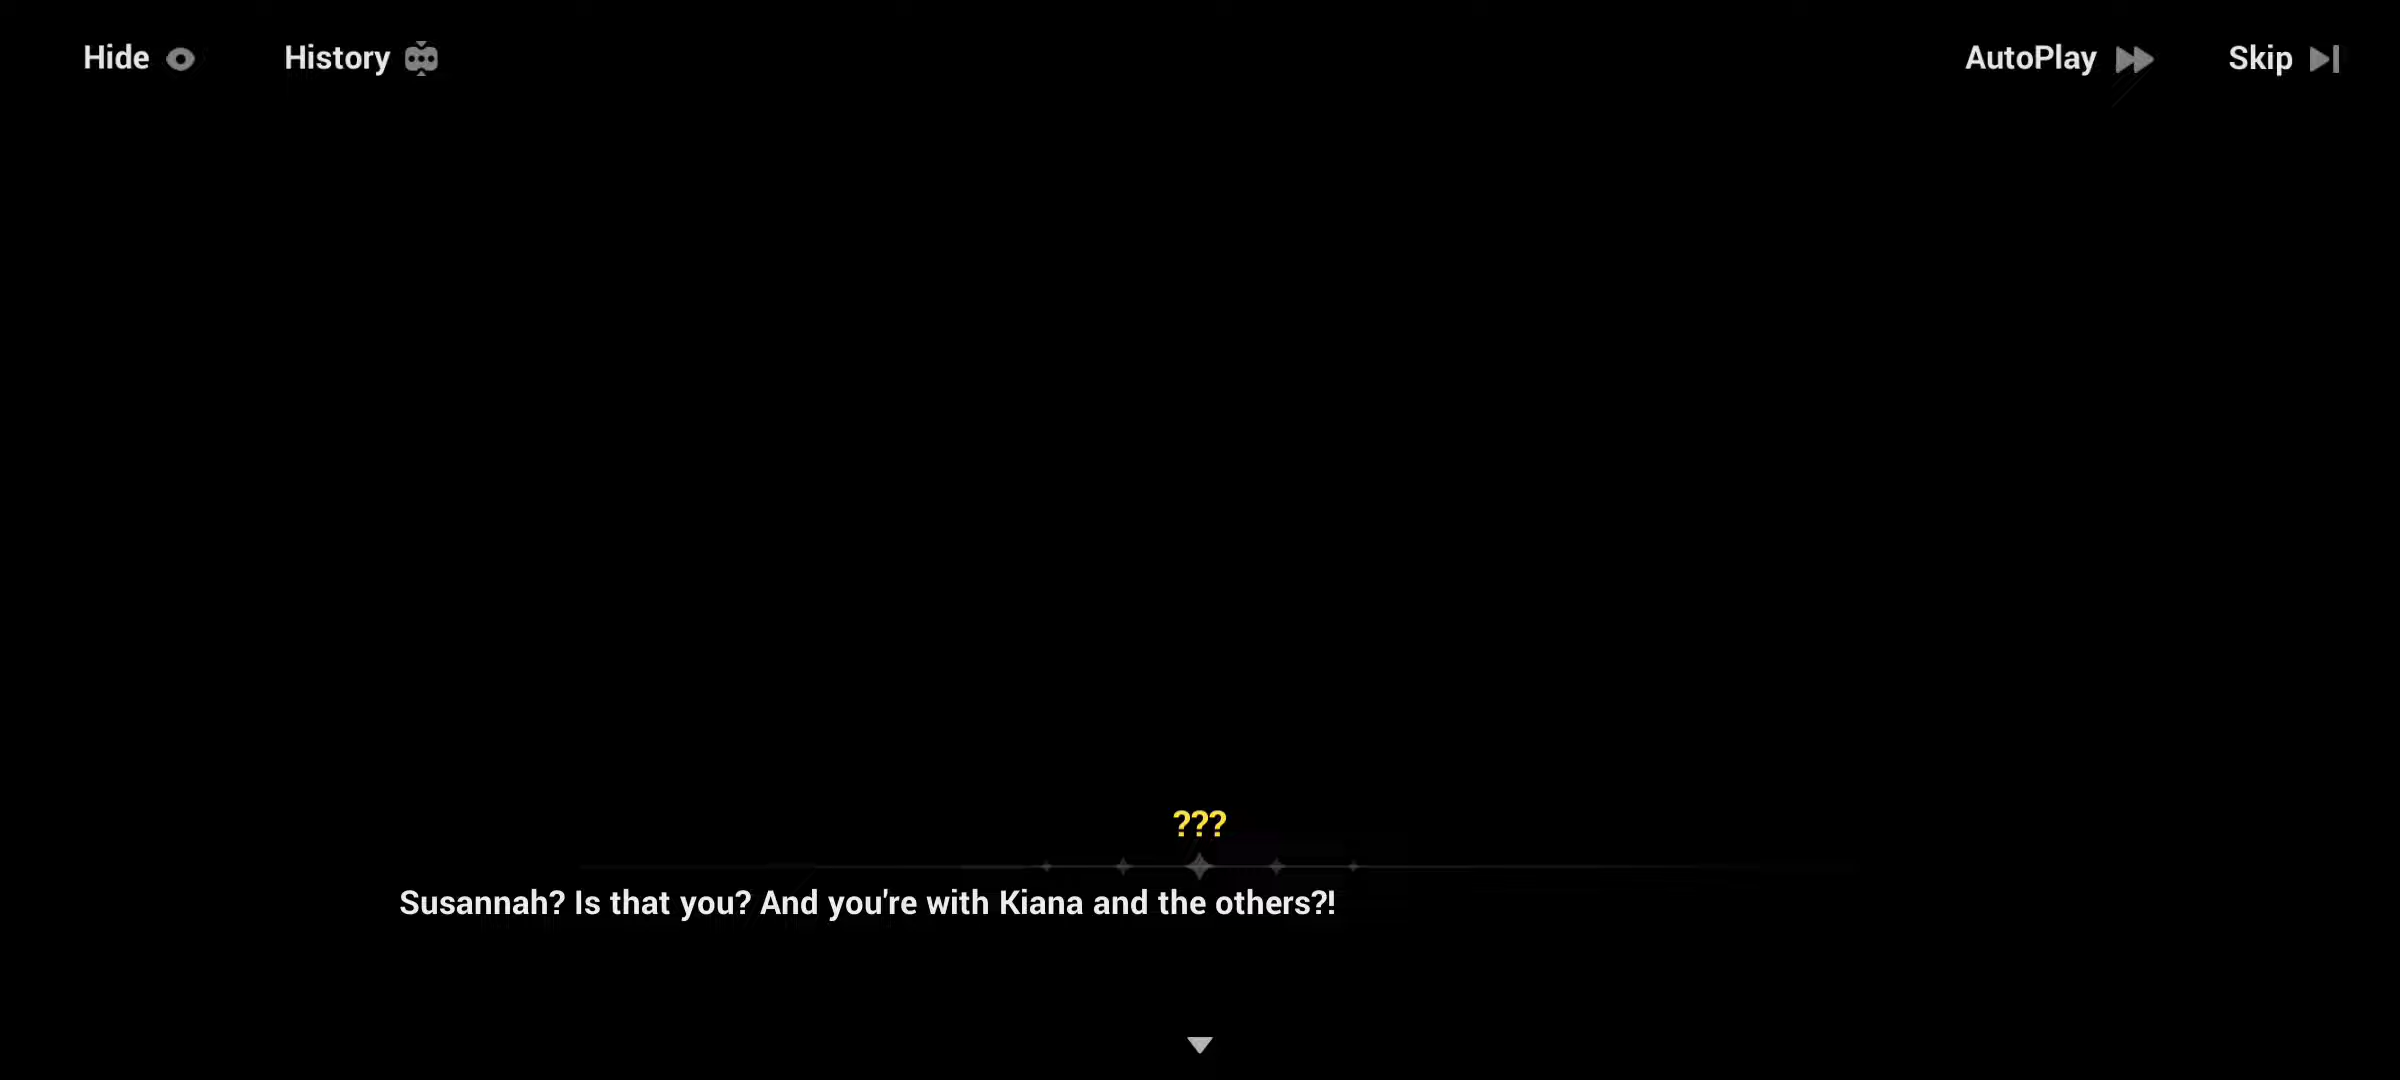 Hide
History
AutoPlay
Skip
???
Susannah? Is that you? And you're with Kiana and the others?!